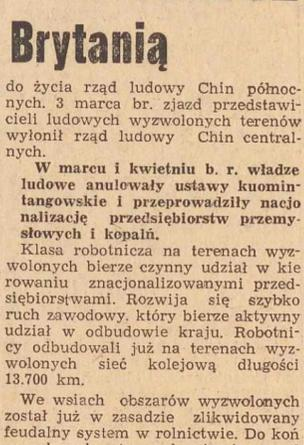 Brytanią
do życia rząd ludowy Chin północ-
nych. 3 marca br. zjazd przedstawi-
cieli ludowych wyzwolonych terenów
wyłonił rząd ludowy Chin central-
nych.
W marcu i kwietniu b. r. władze
ludowe anulowały ustawy kuomin-
tangowskie i przeprowadziły nacjo
nalizację przedsiębiorstw przemy-
słowych i kopalń.
Klasa robotnicza na terenach wy-
zwolonych bierze czynny udział w kie
rowaniu znacjonalizowanymi przed-
siębiorstwami. Rozwija się szybko
ruch zawodowy, który bierze aktywny
udział w odbudowie kraju. Robotni-
cy odbudowali już na terenach wy-
zwolonych sieć kolejową długości
13.700 km.
We wsiach obszarów wyzwolonych
został już w zasadzie zlikwidowany
feudalny system w rolnictwie. Do koń